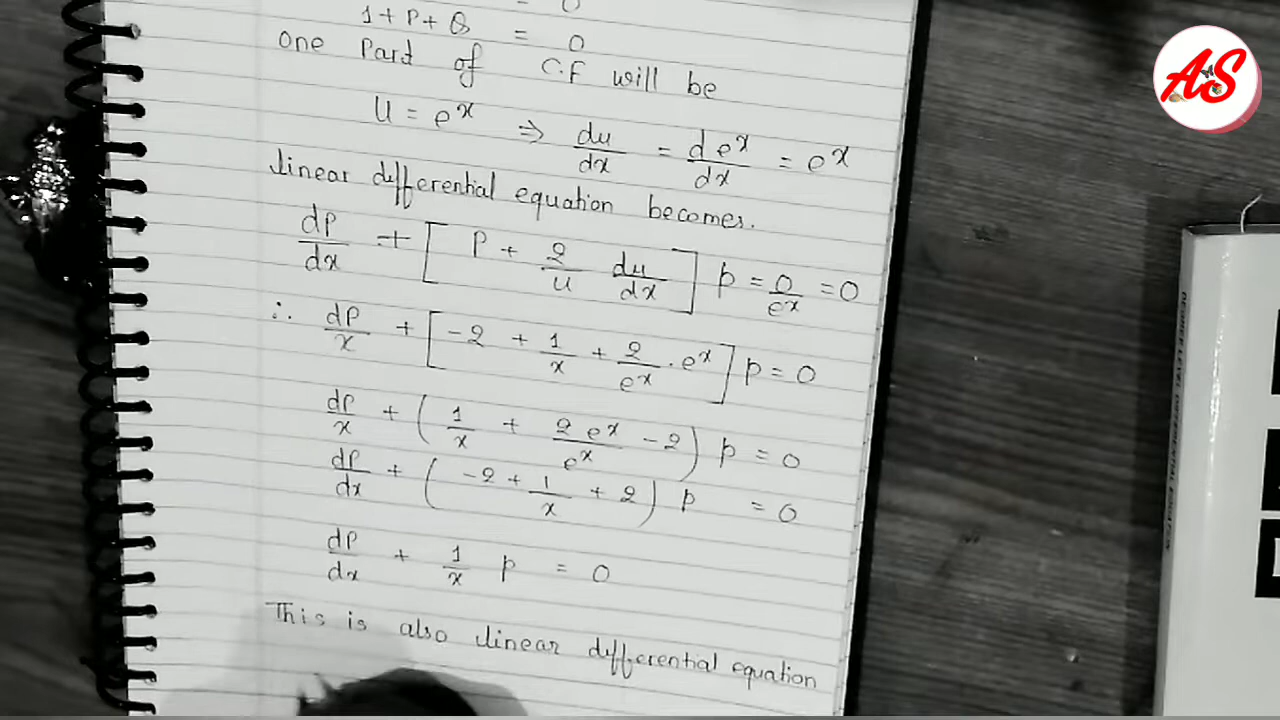 = 0
1 + P + Q = 0
one Part of C.F will be
U = e^x ⇒ du/dx = d e^x/dx = e^x
linear differential equation becomes.
dp/dx + [ P + 2/u du/dx ] p = 0/e^x = 0
∴ dp/x + [ -2 + 1/x + 2/e^x . e^x ] p = 0
dp/x + ( 1/x + 2 e^x/e^x - 2 ) p = 0
dp/dx + ( -2 + 1/x + 2 ) p = 0
dp/dx + 1/x p = 0
This is also linear differential equation
AS